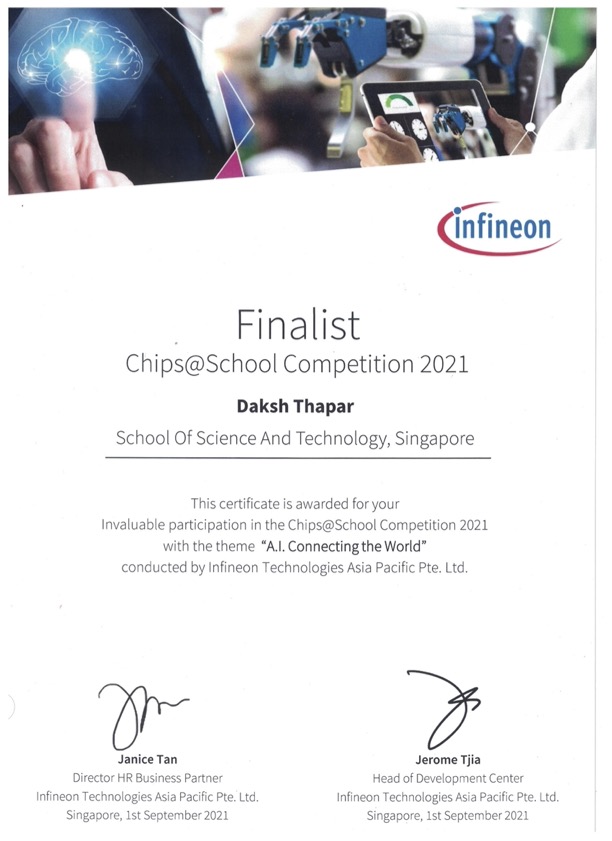 infineon
Finalist
Chips@School Competition 2021
Daksh Thapar
School Of Science And Technology, Singapore
This certificate is awarded for your
Invaluable participation in the Chips@School Competition 2021
with the theme “A.I. Connecting the World”
conducted by Infineon Technologies Asia Pacific Pte. Ltd.
Janice Tan
Director HR Business Partner
Infineon Technologies Asia Pacific Pte. Ltd.
Singapore, 1st September 2021
Jerome Tjia
Head of Development Center
Infineon Technologies Asia Pacific Pte. Ltd.
Singapore, 1st September 2021